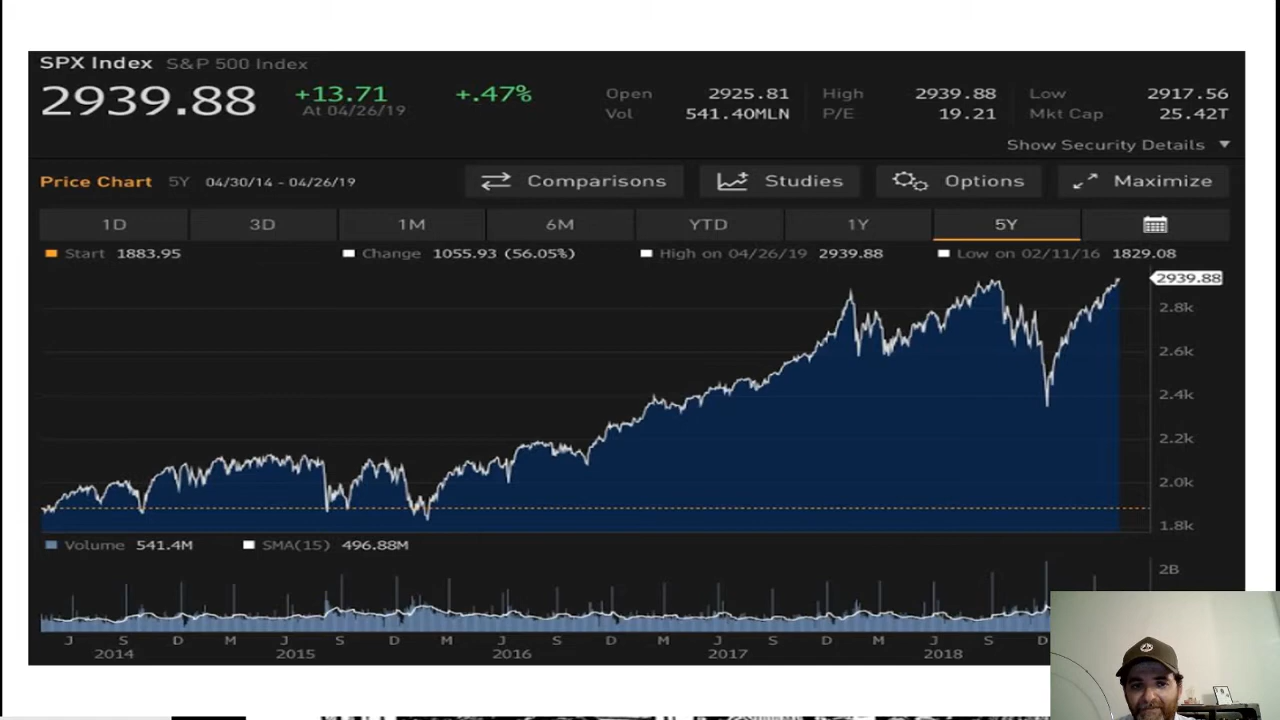 SPX Index S&P 500 Index
2939.88 +13.71 +.47% Open 2925.81 High 2939.88 Low 2917.56
At 04/26/19 Vol 541.40MLN P/E 19.21 Mkt Cap 25.42T
Show Security Details
Price Chart 5Y 04/30/14 - 04/26/19 Comparisons Studies Options Maximize
1D 3D 1M 6M YTD 1Y 5Y
Start 1883.95 Change 1055.93 (56.05%) High on 04/26/19 2939.88 Low on 02/11/16 1829.08
2939.88
2.8k
2.6k
2.4k
2.2k
2.0k
1.8k
Volume 541.4M SMA(15) 496.88M
2B
J S D M J S D M J S D M J S D M J S D
2014 2015 2016 2017 2018